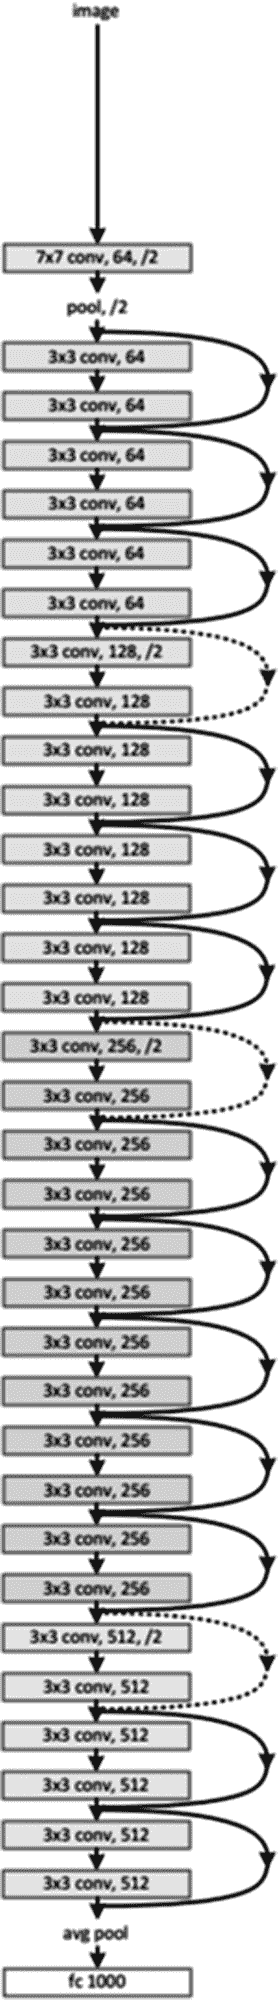 image
7x7 conv, 64, /2
pool, /2
3x3 conv, 64
3x3 conv, 64
3x3 conv, 64
3x3 conv, 64
3x3 conv, 64
3x3 conv, 64
3x3 conv, 128, /2
3x3 conv, 128
3x3 conv, 128
3x3 conv, 128
3x3 conv, 128
3x3 conv, 128
3x3 conv, 128
3x3 conv, 128
3x3 conv, 256, /2
3x3 conv, 256
3x3 conv, 256
3x3 conv, 256
3x3 conv, 256
3x3 conv, 256
3x3 conv, 256
3x3 conv, 256
3x3 conv, 256
3x3 conv, 256
3x3 conv, 256
3x3 conv, 256
3x3 conv, 512, /2
3x3 conv, 512
3x3 conv, 512
3x3 conv, 512
3x3 conv, 512
3x3 conv, 512
avg pool
fc 1000